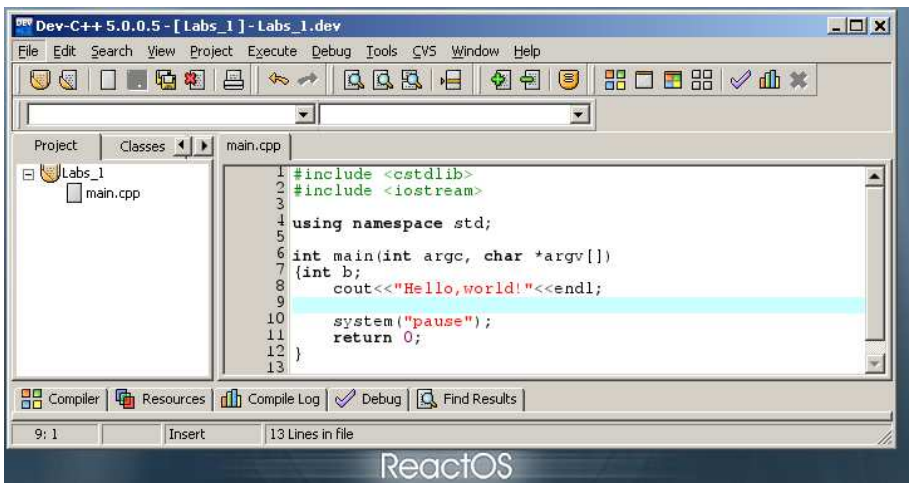 Dev-C++ 5.0.0.5 - [ Labs_1 ] - Labs_1.dev
File Edit Search View Project Execute Debug Tools CVS Window Help
Project Classes main.cpp
Labs_1
main.cpp
1 #include <cstdlib>
2 #include <iostream>
3
4 using namespace std;
5
6 int main(int argc, char *argv[])
7 {int b;
8 cout<<"Hello,world!"<<endl;
9
10 system("pause");
11 return 0;
12 }
13
Compiler Resources Compile Log Debug Find Results
9: 1 Insert 13 Lines in file
ReactOS